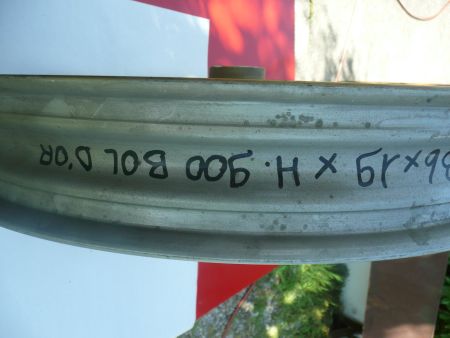 x19 x H. 900 BOL D'OR